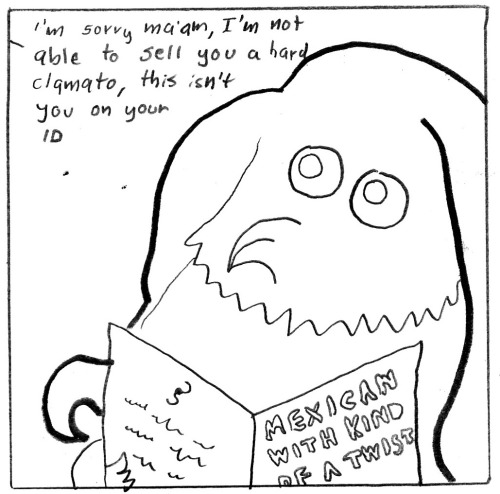 I'm sorry ma'am, I'm not
able to sell you a hard
clamato, this isn't
you on your
ID
MEXICAN
WITH KIND
OF A TWIST